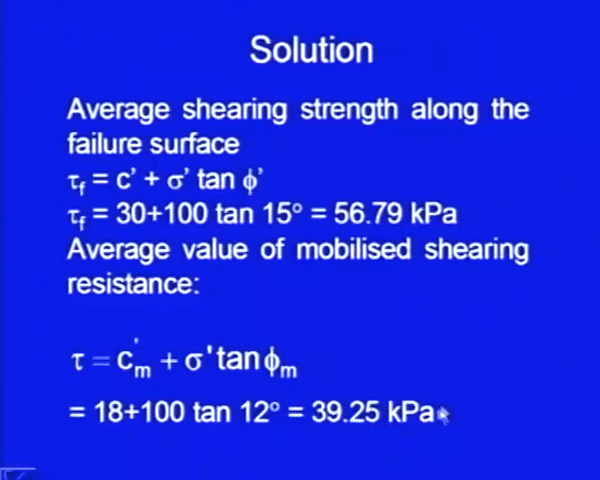 Solution
Average shearing strength along the
failure surface
τf = c' + σ' tan ϕ'
τf = 30+100 tan 15° = 56.79 kPa
Average value of mobilised shearing
resistance:
τ = c'm + σ' tan ϕm
= 18+100 tan 12° = 39.25 kPa